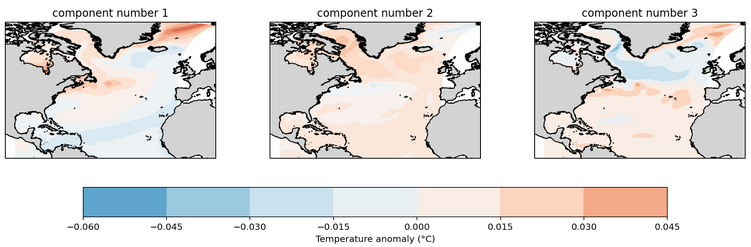 component number 1
component number 2
component number 3
−0.060
−0.045
−0.030
−0.015
0.000
0.015
0.030
0.045
Temperature anomaly (°C)